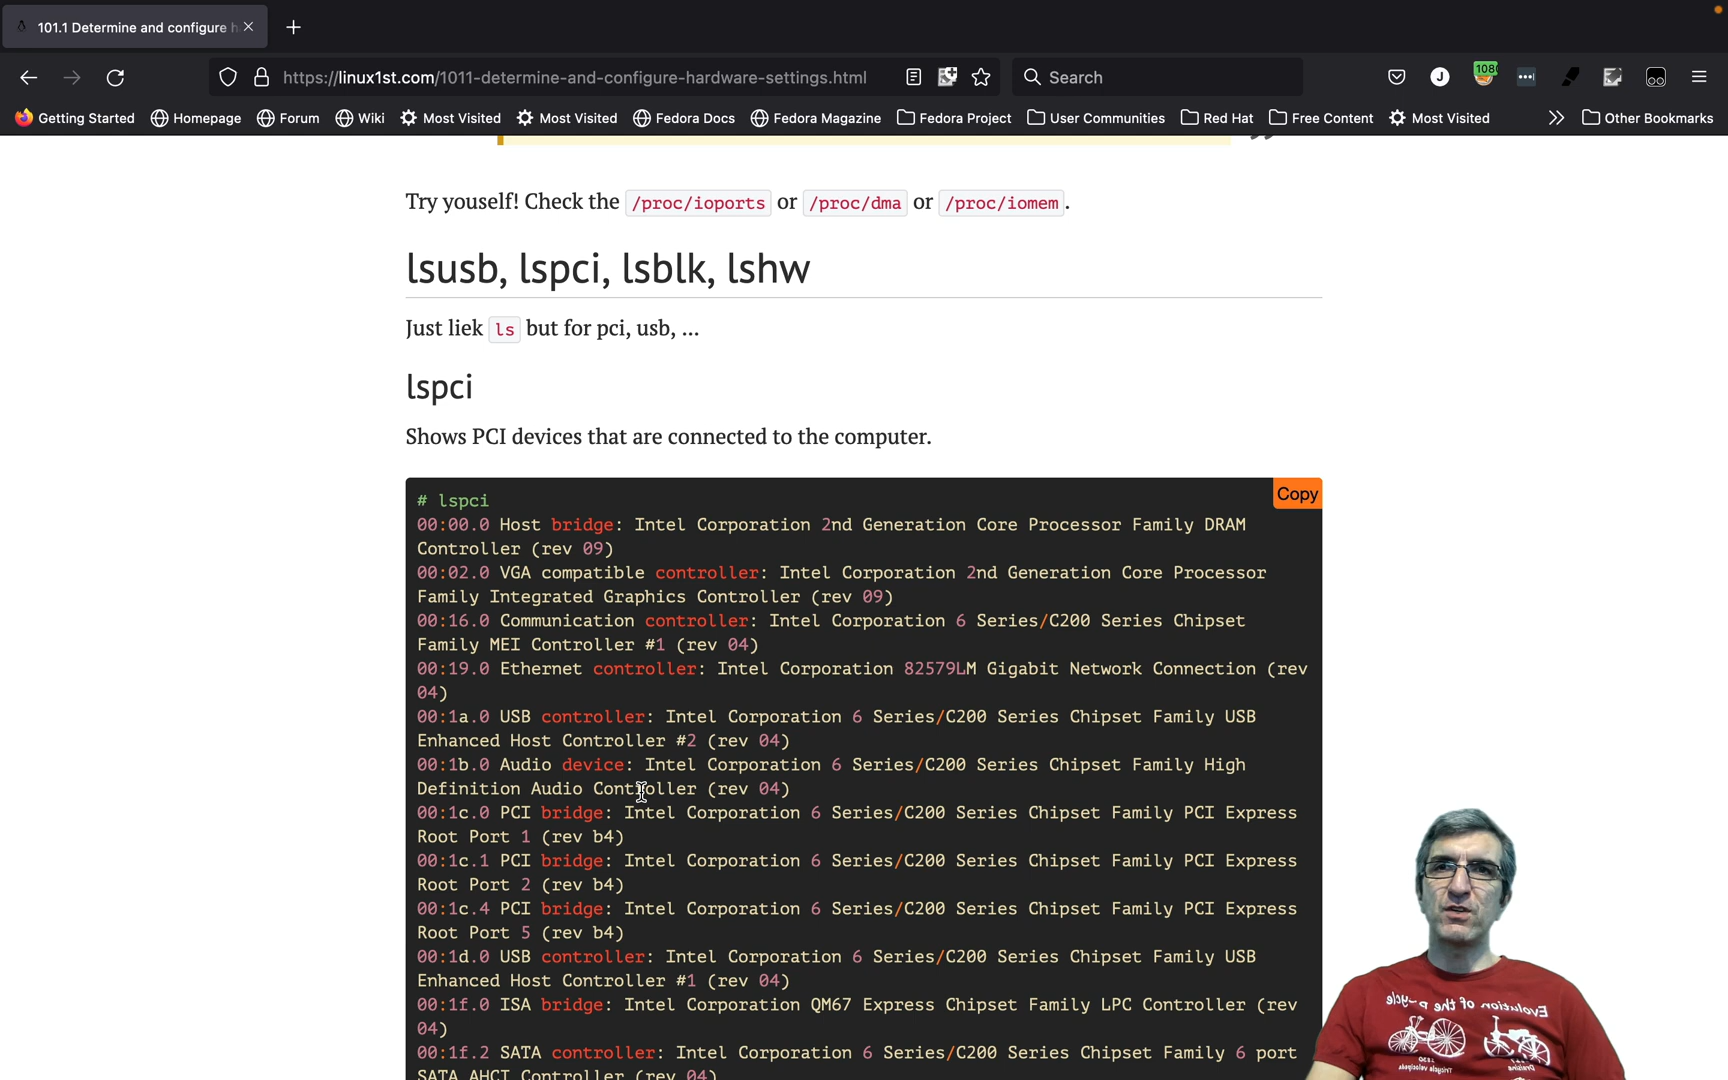 101.1 Determine and configure h
https://linux1st.com/1011-determine-and-configure-hardware-settings.html
Search
J
108
Getting Started
Homepage
Forum
Wiki
Most Visited
Most Visited
Fedora Docs
Fedora Magazine
Fedora Project
User Communities
Red Hat
Free Content
Most Visited
Other Bookmarks
Try youself! Check the /proc/ioports or /proc/dma or /proc/iomem.
lsusb, lspci, lsblk, lshw
Just liek ls but for pci, usb, ...
lspci
Shows PCI devices that are connected to the computer.
Copy
# lspci
00:00.0 Host bridge: Intel Corporation 2nd Generation Core Processor Family DRAM
Controller (rev 09)
00:02.0 VGA compatible controller: Intel Corporation 2nd Generation Core Processor
Family Integrated Graphics Controller (rev 09)
00:16.0 Communication controller: Intel Corporation 6 Series/C200 Series Chipset
Family MEI Controller #1 (rev 04)
00:19.0 Ethernet controller: Intel Corporation 82579LM Gigabit Network Connection (rev
04)
00:1a.0 USB controller: Intel Corporation 6 Series/C200 Series Chipset Family USB
Enhanced Host Controller #2 (rev 04)
00:1b.0 Audio device: Intel Corporation 6 Series/C200 Series Chipset Family High
Definition Audio Controller (rev 04)
00:1c.0 PCI bridge: Intel Corporation 6 Series/C200 Series Chipset Family PCI Express
Root Port 1 (rev b4)
00:1c.1 PCI bridge: Intel Corporation 6 Series/C200 Series Chipset Family PCI Express
Root Port 2 (rev b4)
00:1c.4 PCI bridge: Intel Corporation 6 Series/C200 Series Chipset Family PCI Express
Root Port 5 (rev b4)
00:1d.0 USB controller: Intel Corporation 6 Series/C200 Series Chipset Family USB
Enhanced Host Controller #1 (rev 04)
00:1f.0 ISA bridge: Intel Corporation QM67 Express Chipset Family LPC Controller (rev
04)
00:1f.2 SATA controller: Intel Corporation 6 Series/C200 Series Chipset Family 6 port
SATA AHCI Controller (rev 04)
Evolution of the